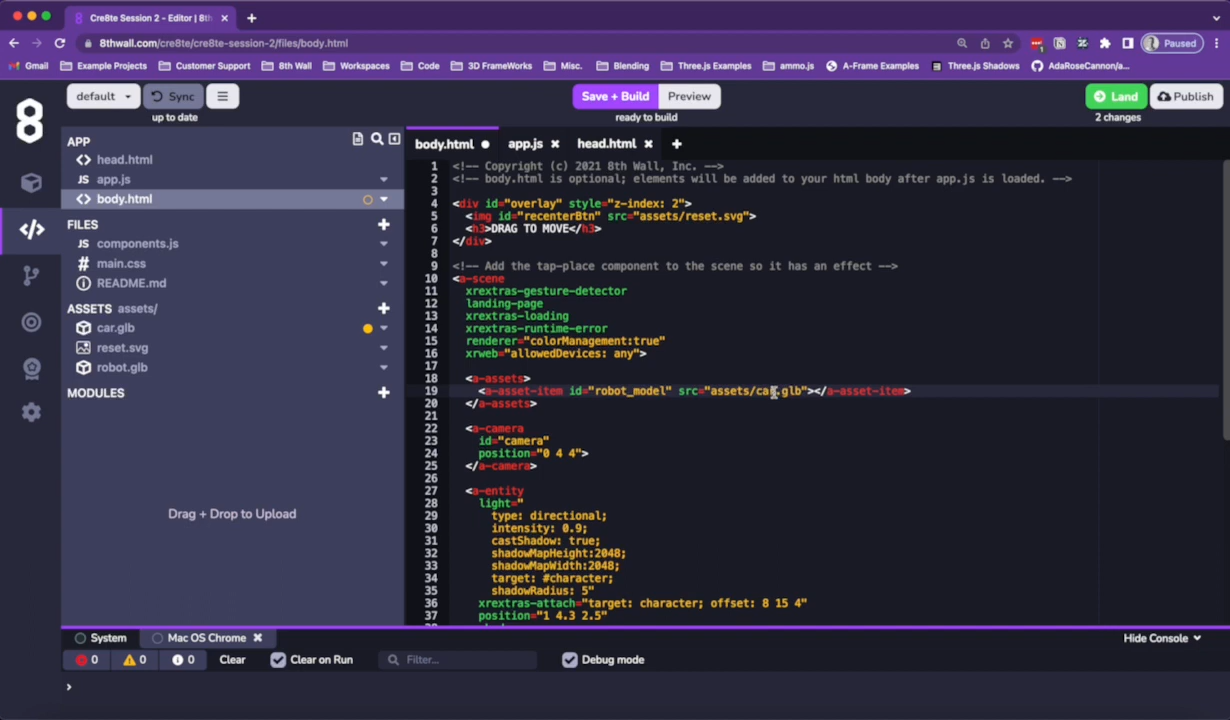 Cre8te Session 2 - Editor | 8th
8thwall.com/cre8te/cre8te-session-2/files/body.html
Paused
Gmail Example Projects Customer Support 8th Wall Workspaces Code 3D FrameWorks Misc. Blending Three.js Examples ammo.js A-Frame Examples Three.js Shadows AdaRoseCannon/a...
default Sync Save + Build Preview Land Publish
up to date ready to build 2 changes
APP
<> head.html
JS app.js
<> body.html
FILES
JS components.js
# main.css
README.md
ASSETS assets/
car.glb
reset.svg
robot.glb
MODULES
Drag + Drop to Upload
body.html app.js head.html
1 <!-- Copyright (c) 2021 8th Wall, Inc. -->
2 <!-- body.html is optional; elements will be added to your html body after app.js is loaded. -->
3
4 <div id="overlay" style="z-index: 2">
5 <img id="recenterBtn" src="assets/reset.svg">
6 <h3>DRAG TO MOVE</h3>
7 </div>
8
9 <!-- Add the tap-place component to the scene so it has an effect -->
10 <a-scene
11 xrextras-gesture-detector
12 landing-page
13 xrextras-loading
14 xrextras-runtime-error
15 renderer="colorManagement:true"
16 xrweb="allowedDevices: any">
17
18 <a-assets>
19 <a-asset-item id="robot_model" src="assets/car.glb"></a-asset-item>
20 </a-assets>
21
22 <a-camera
23 id="camera"
24 position="0 4 4">
25 </a-camera>
26
27 <a-entity
28 light="
29 type: directional;
30 intensity: 0.9;
31 castShadow: true;
32 shadowMapHeight:2048;
33 shadowMapWidth:2048;
34 target: #character;
35 shadowRadius: 5"
36 xrextras-attach="target: character; offset: 8 15 4"
37 position="1 4.3 2.5"
System Mac OS Chrome Hide Console
0 0 0 Clear Clear on Run Filter... Debug mode